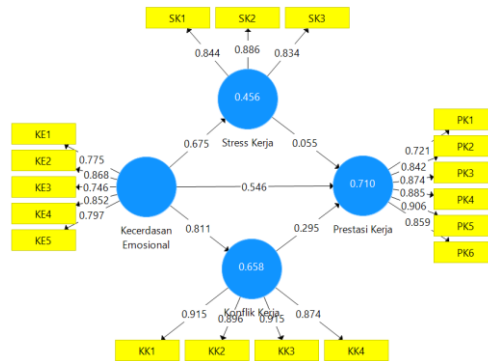 SK1 SK2 SK3
0.844 0.886 0.834
0.456
Stress Kerja
0.675 0.055
KE1
KE2
KE3
KE4
KE5
0.775
0.868
0.746
0.852
0.797
Kecerdasan
Emosional
0.546
0.710
Prestasi Kerja
0.721
0.842
0.874
0.885
0.906
0.859
PK1
PK2
PK3
PK4
PK5
PK6
0.811 0.295
0.658
Konflik Kerja
0.915 0.896 0.915 0.874
KK1 KK2 KK3 KK4